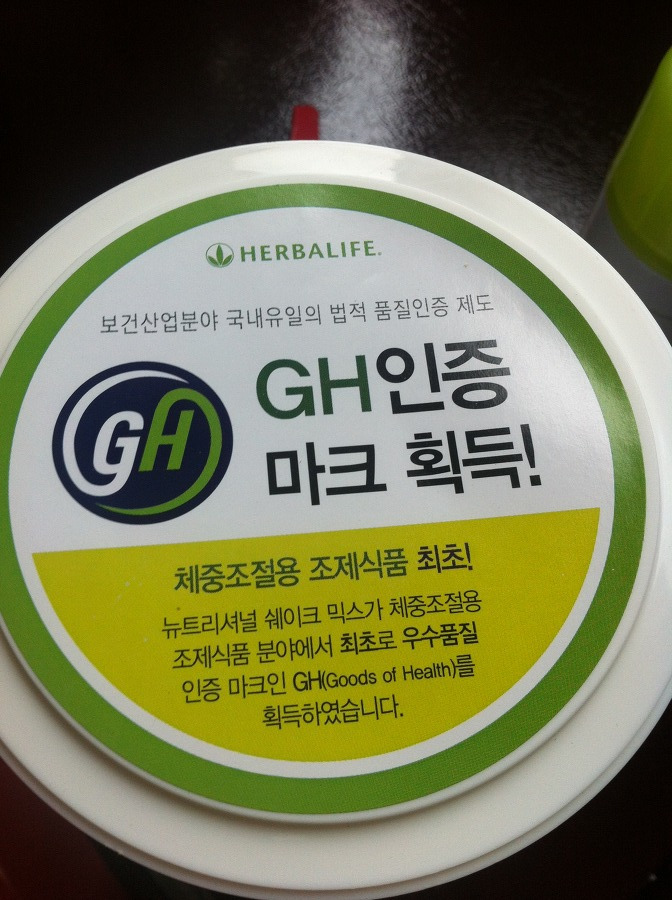 HERBALIFE.
보건산업분야 국내유일의 법적 품질인증 제도
GH
GH인증
마크 획득!
체중조절용 조제식품 최초!
뉴트리셔널 쉐이크 믹스가 체중조절용
조제식품 분야에서 최초로 우수품질
인증 마크인 GH(Goods of Health)를
획득하였습니다.